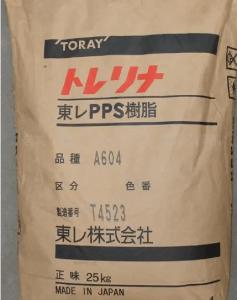 TORAY
トレリナ
東レPPS樹脂
品種 A604
区分 色番
製造番号 T4523
東レ株式会社
正味 25kg
MADE IN JAPAN